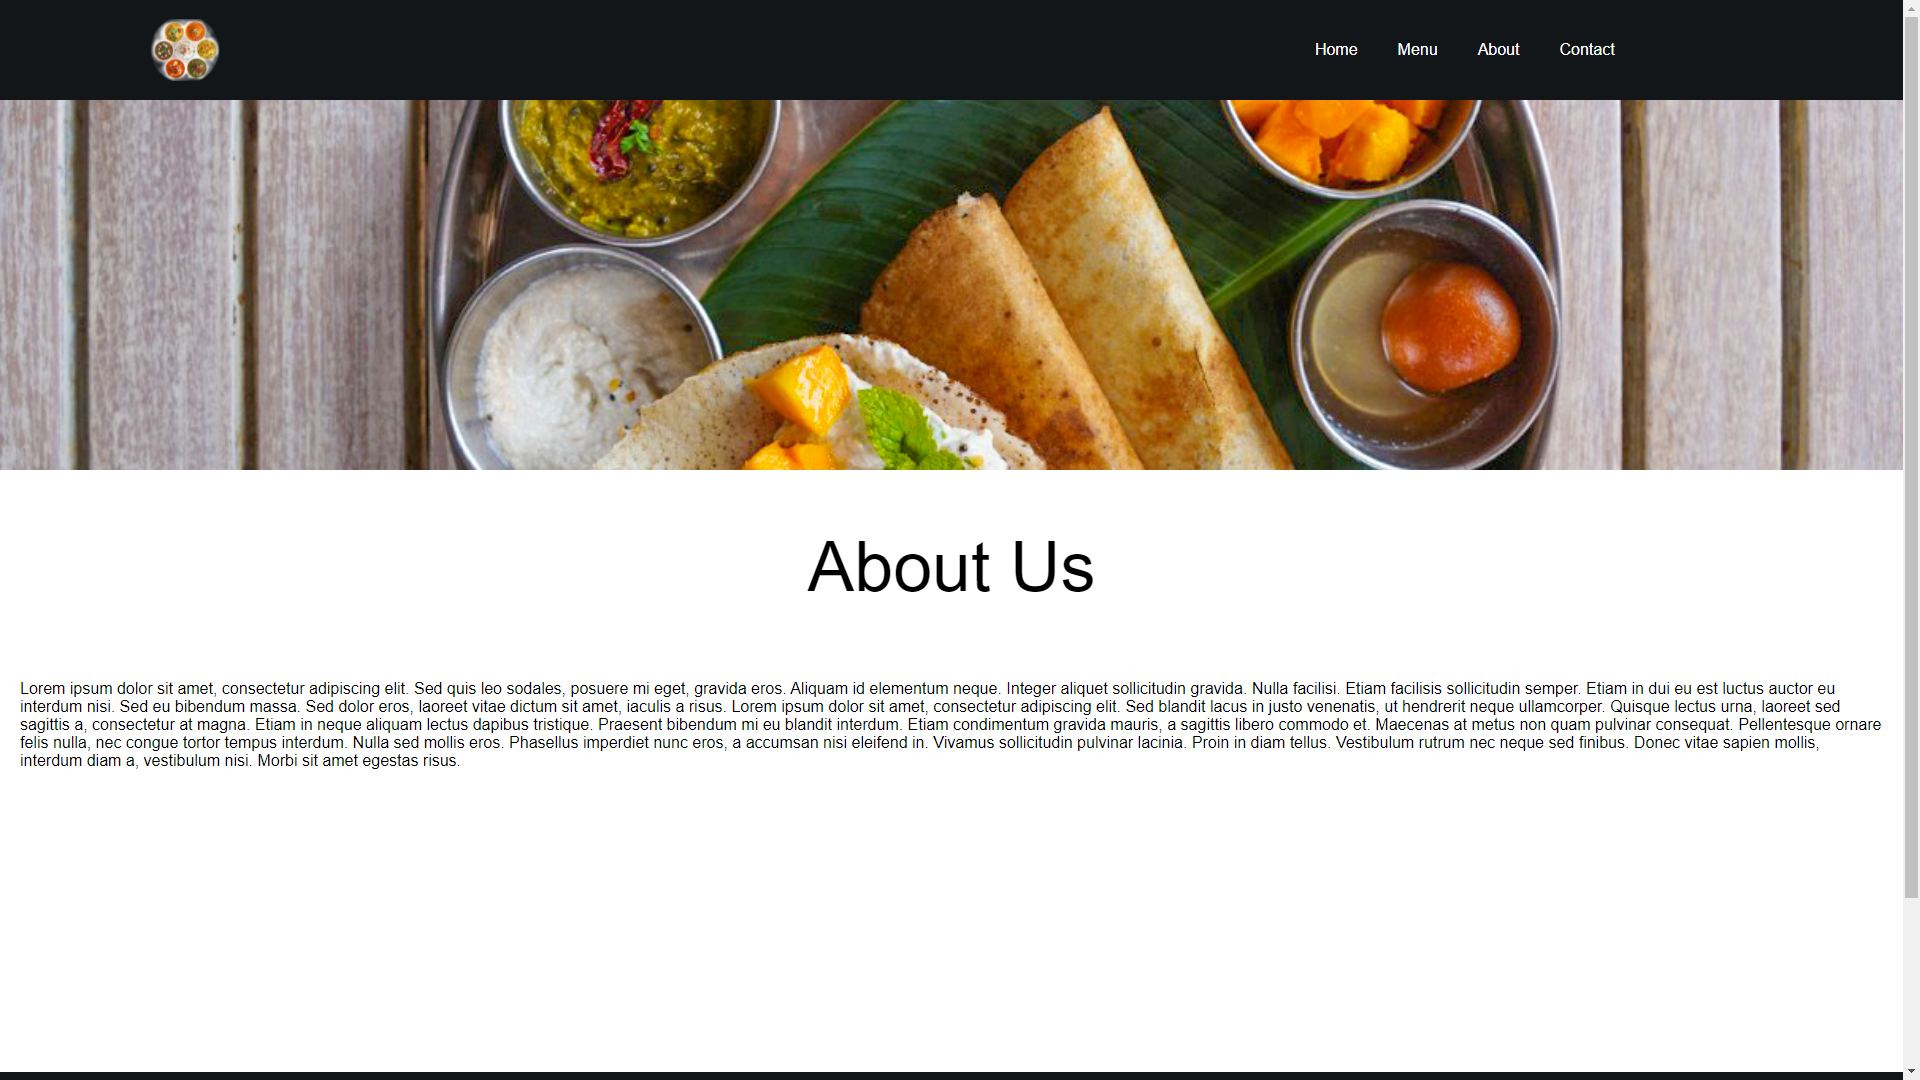 Home Menu About Contact
About Us
Lorem ipsum dolor sit amet, consectetur adipiscing elit. Sed quis leo sodales, posuere mi eget, gravida eros. Aliquam id elementum neque. Integer aliquet sollicitudin gravida. Nulla facilisi. Etiam facilisis sollicitudin semper. Etiam in dui eu est luctus auctor eu
interdum nisi. Sed eu bibendum massa. Sed dolor eros, laoreet vitae dictum sit amet, iaculis a risus. Lorem ipsum dolor sit amet, consectetur adipiscing elit. Sed blandit lacus in justo venenatis, ut hendrerit neque ullamcorper. Quisque lectus urna, laoreet sed
sagittis a, consectetur at magna. Etiam in neque aliquam lectus dapibus tristique. Praesent bibendum mi eu blandit interdum. Etiam condimentum gravida mauris, a sagittis libero commodo et. Maecenas at metus non quam pulvinar consequat. Pellentesque ornare
felis nulla, nec congue tortor tempus interdum. Nulla sed mollis eros. Phasellus imperdiet nunc eros, a accumsan nisi eleifend in. Vivamus sollicitudin pulvinar lacinia. Proin in diam tellus. Vestibulum rutrum nec neque sed finibus. Donec vitae sapien mollis,
interdum diam a, vestibulum nisi. Morbi sit amet egestas risus.